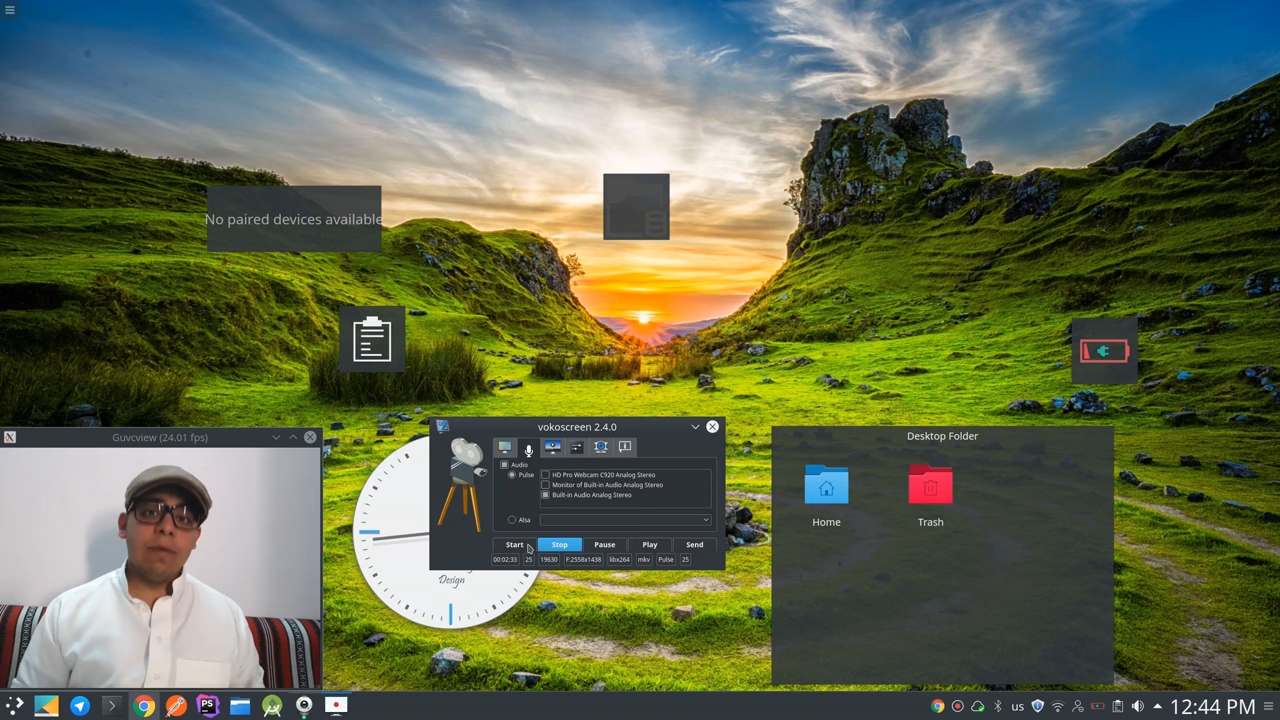 No paired devices available
Guvcview (24.01 fps)
vokoscreen 2.4.0
Audio
Pulse
HD Pro Webcam C920 Analog Stereo
Monitor of Built-in Audio Analog Stereo
Built-in Audio Analog Stereo
Alsa
Start
Stop
Pause
Play
Send
00:02:33
25
19630
F:2558x1438
libx264
mkv
Pulse
25
Design
Desktop Folder
Home
Trash
PS
us
12:44 PM